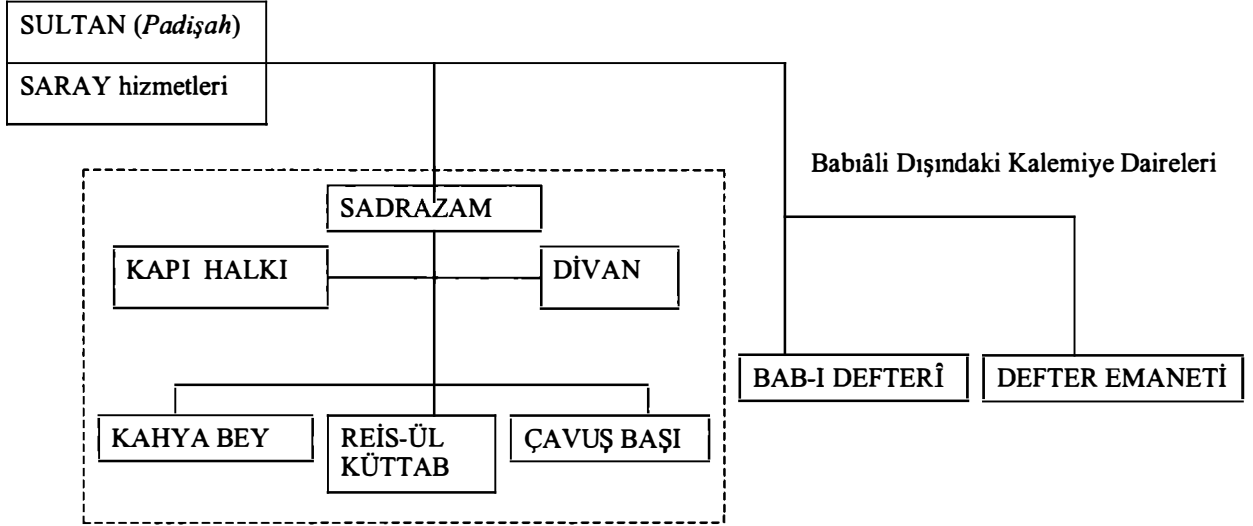 SULTAN (Padişah)
SARAY hizmetleri
Babıâli Dışındaki Kalemiye Daireleri
SADRAZAM
KAPI HALKI
DİVAN
BAB-I DEFTERÎ
DEFTER EMANETİ
KAHYA BEY
REİS-ÜL
KÜTTAB
ÇAVUŞ BAŞI